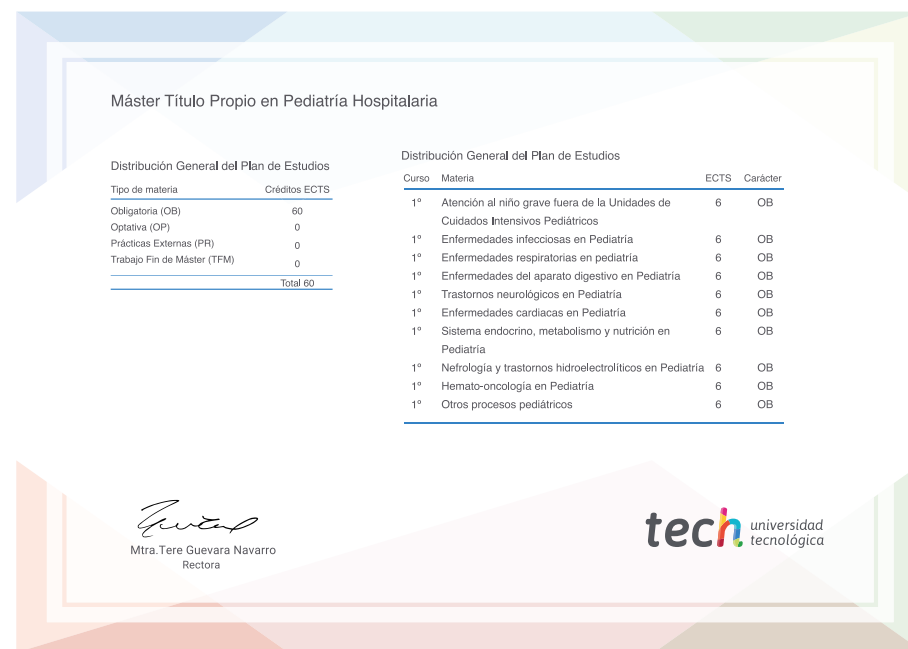 Máster Título Propio en Pediatría Hospitalaria
Distribución General del Plan de Estudios
Tipo de materia Créditos ECTS
Obligatoria (OB) 60
Optativa (OP) 0
Prácticas Externas (PR) 0
Trabajo Fin de Máster (TFM) 0
Total 60
Distribución General del Plan de Estudios
Curso Materia ECTS Carácter
1º Atención al niño grave fuera de la Unidades de 6 OB
Cuidados Intensivos Pediátricos
1º Enfermedades infecciosas en Pediatría 6 OB
1º Enfermedades respiratorias en pediatría 6 OB
1º Enfermedades del aparato digestivo en Pediatría 6 OB
1º Trastornos neurológicos en Pediatría 6 OB
1º Enfermedades cardiacas en Pediatría 6 OB
1º Sistema endocrino, metabolismo y nutrición en 6 OB
Pediatría
1º Nefrología y trastornos hidroelectrolíticos en Pediatría 6 OB
1º Hemato-oncología en Pediatría 6 OB
1º Otros procesos pediátricos 6 OB
Mtra.Tere Guevara Navarro
Rectora
tech universidad
tecnológica